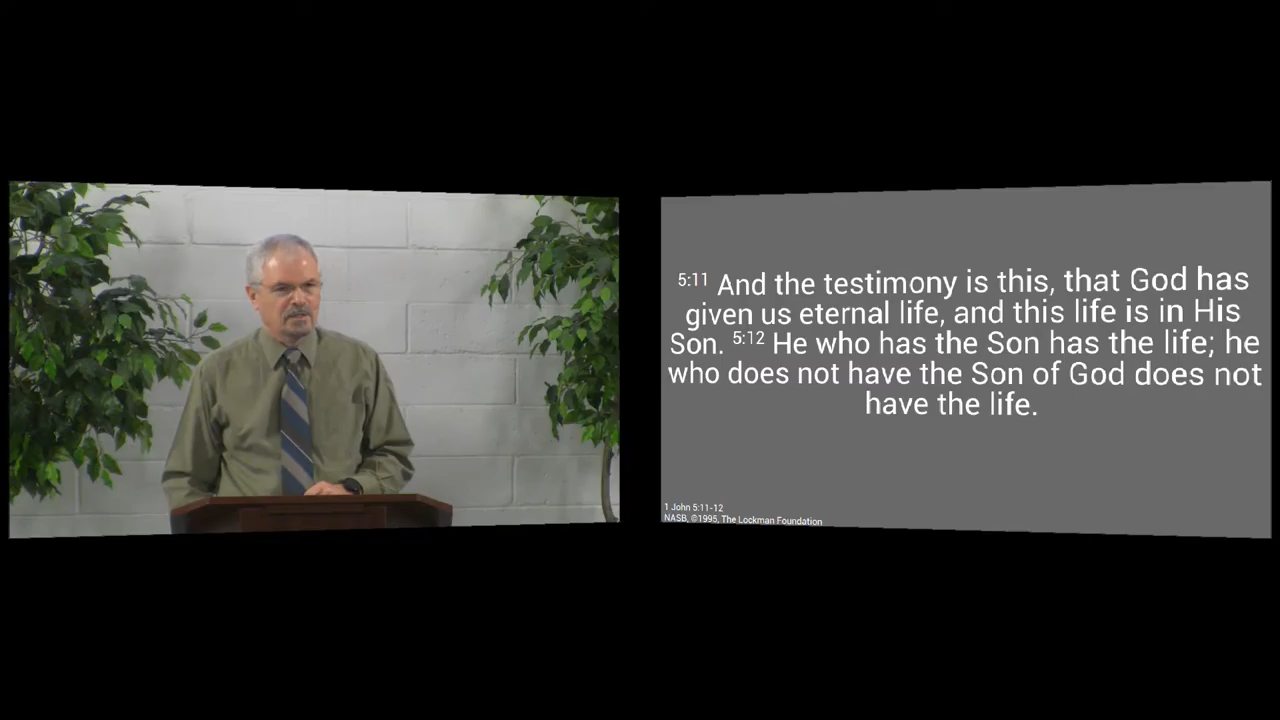 5:11 And the testimony is this, that God has
given us eternal life, and this life is in His
Son. 5:12 He who has the Son has the life; he
who does not have the Son of God does not
have the life.
1 John 5:11-12
NASB, ©1995, The Lockman Foundation